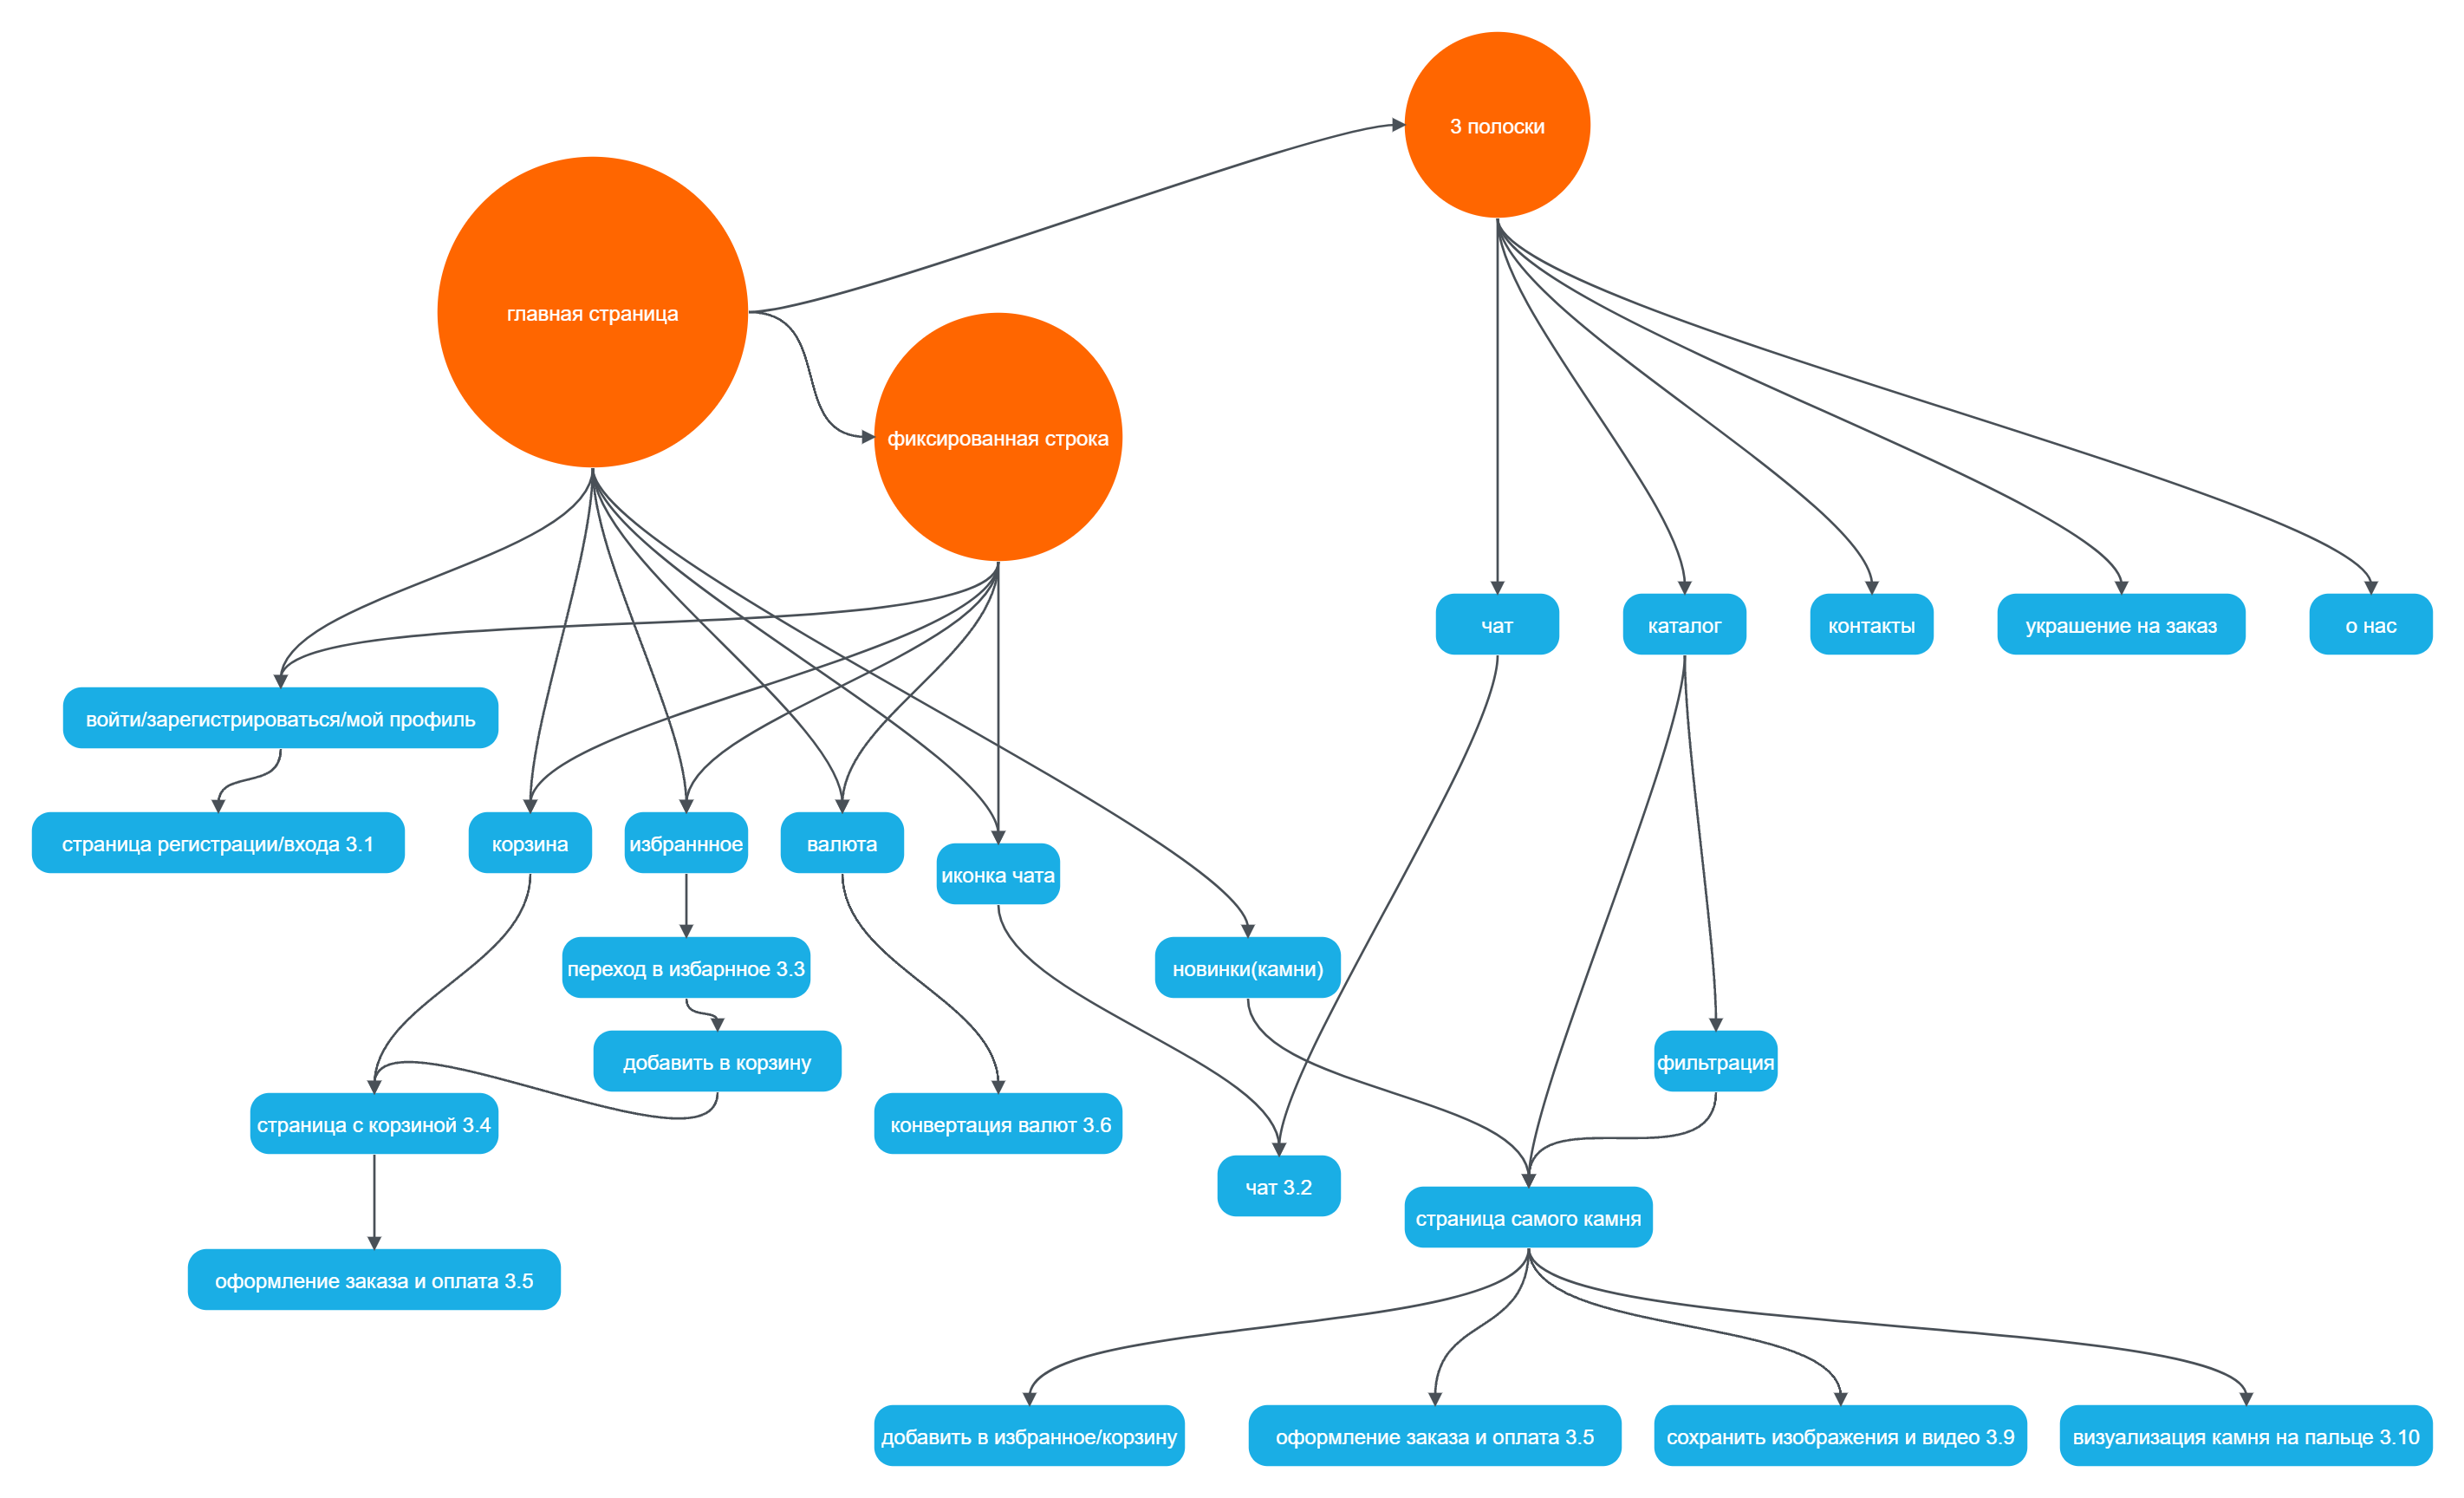 3 полоски
главная страница
фиксированная строка
чат
каталог
контакты
украшение на заказ
о нас
войти/зарегистрироваться/мой профиль
страница регистрации/входа 3.1
корзина
избраннное
валюта
иконка чата
переход в избарнное 3.3
новинки(камни)
добавить в корзину
фильтрация
страница с корзиной 3.4
конвертация валют 3.6
чат 3.2
страница самого камня
оформление заказа и оплата 3.5
добавить в избранное/корзину
оформление заказа и оплата 3.5
сохранить изображения и видео 3.9
визуализация камня на пальце 3.10